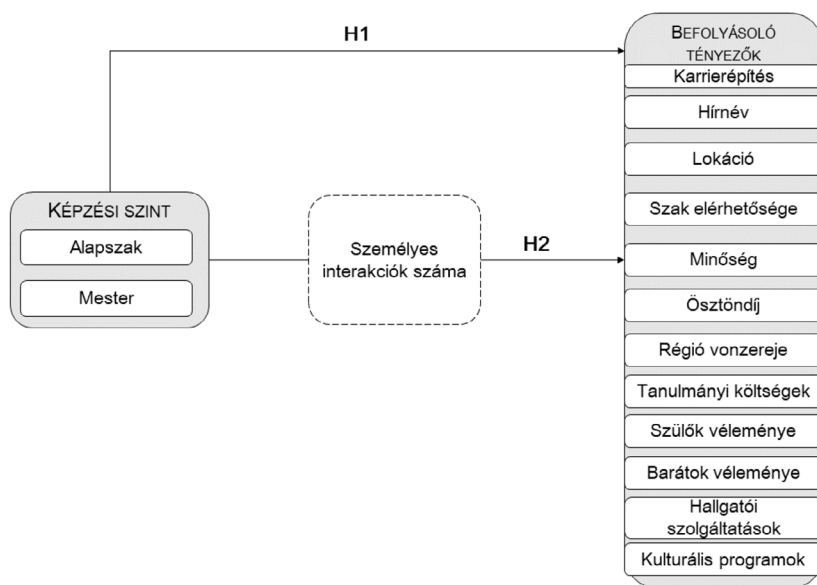 H1
KÉPZÉSI SZINT
Alapszak
Mester
Személyes
interakciók száma
H2
BEFOLYÁSOLÓ
TÉNYEZŐK
Karrierépítés
Hírnév
Lokáció
Szak elérhetősége
Minőség
Ösztöndíj
Régió vonzereje
Tanulmányi költségek
Szülők véleménye
Barátok véleménye
Hallgatói
szolgáltatások
Kulturális programok